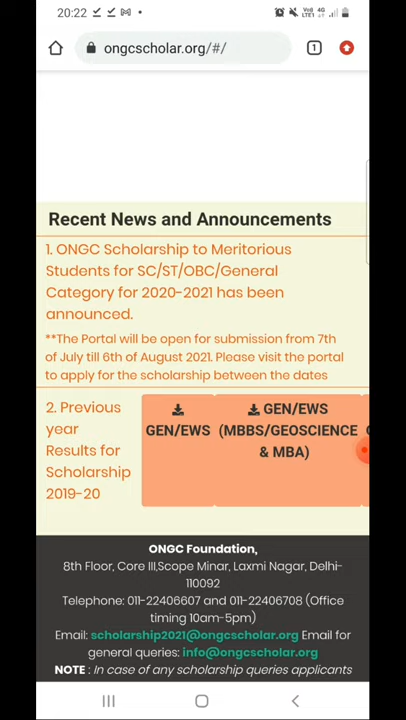 20:22
Vo)) 4G
LTE1
ongcscholar.org/#/
1
Recent News and Announcements
1. ONGC Scholarship to Meritorious
Students for SC/ST/OBC/General
Category for 2020-2021 has been
announced.
**The Portal will be open for submission from 7th
of July till 6th of August 2021. Please visit the portal
to apply for the scholarship between the dates
2. Previous
year
Results for
Scholarship
2019-20
GEN/EWS
GEN/EWS
(MBBS/GEOSCIENCE
& MBA)
ONGC Foundation,
8th Floor, Core III,Scope Minar, Laxmi Nagar, Delhi-
110092
Telephone: 011-22406607 and 011-22406708 (Office
timing 10am-5pm)
Email: scholarship2021@ongcscholar.org Email for
general queries: info@ongcscholar.org
NOTE : In case of any scholarship queries applicants